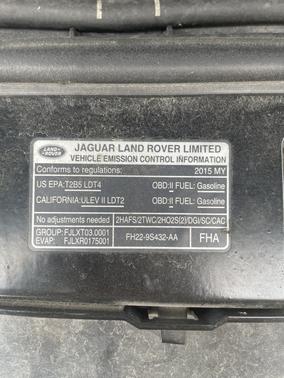 LAND ROVER
JAGUAR LAND ROVER LIMITED
VEHICLE EMISSION CONTROL INFORMATION
Conforms to regulations: 2015 MY
US EPA:T2B5 LDT4 OBD:II FUEL: Gasoline
CALIFORNIA:ULEV II LDT2 OBD:II FUEL: Gasoline
No adjustments needed 2HAFS/2TWC/2HO2S(2)/DGI/SC/CAC
GROUP: FJLXT03.0001
EVAP: FJLXR0175001
FH22-9S432-AA
FHA